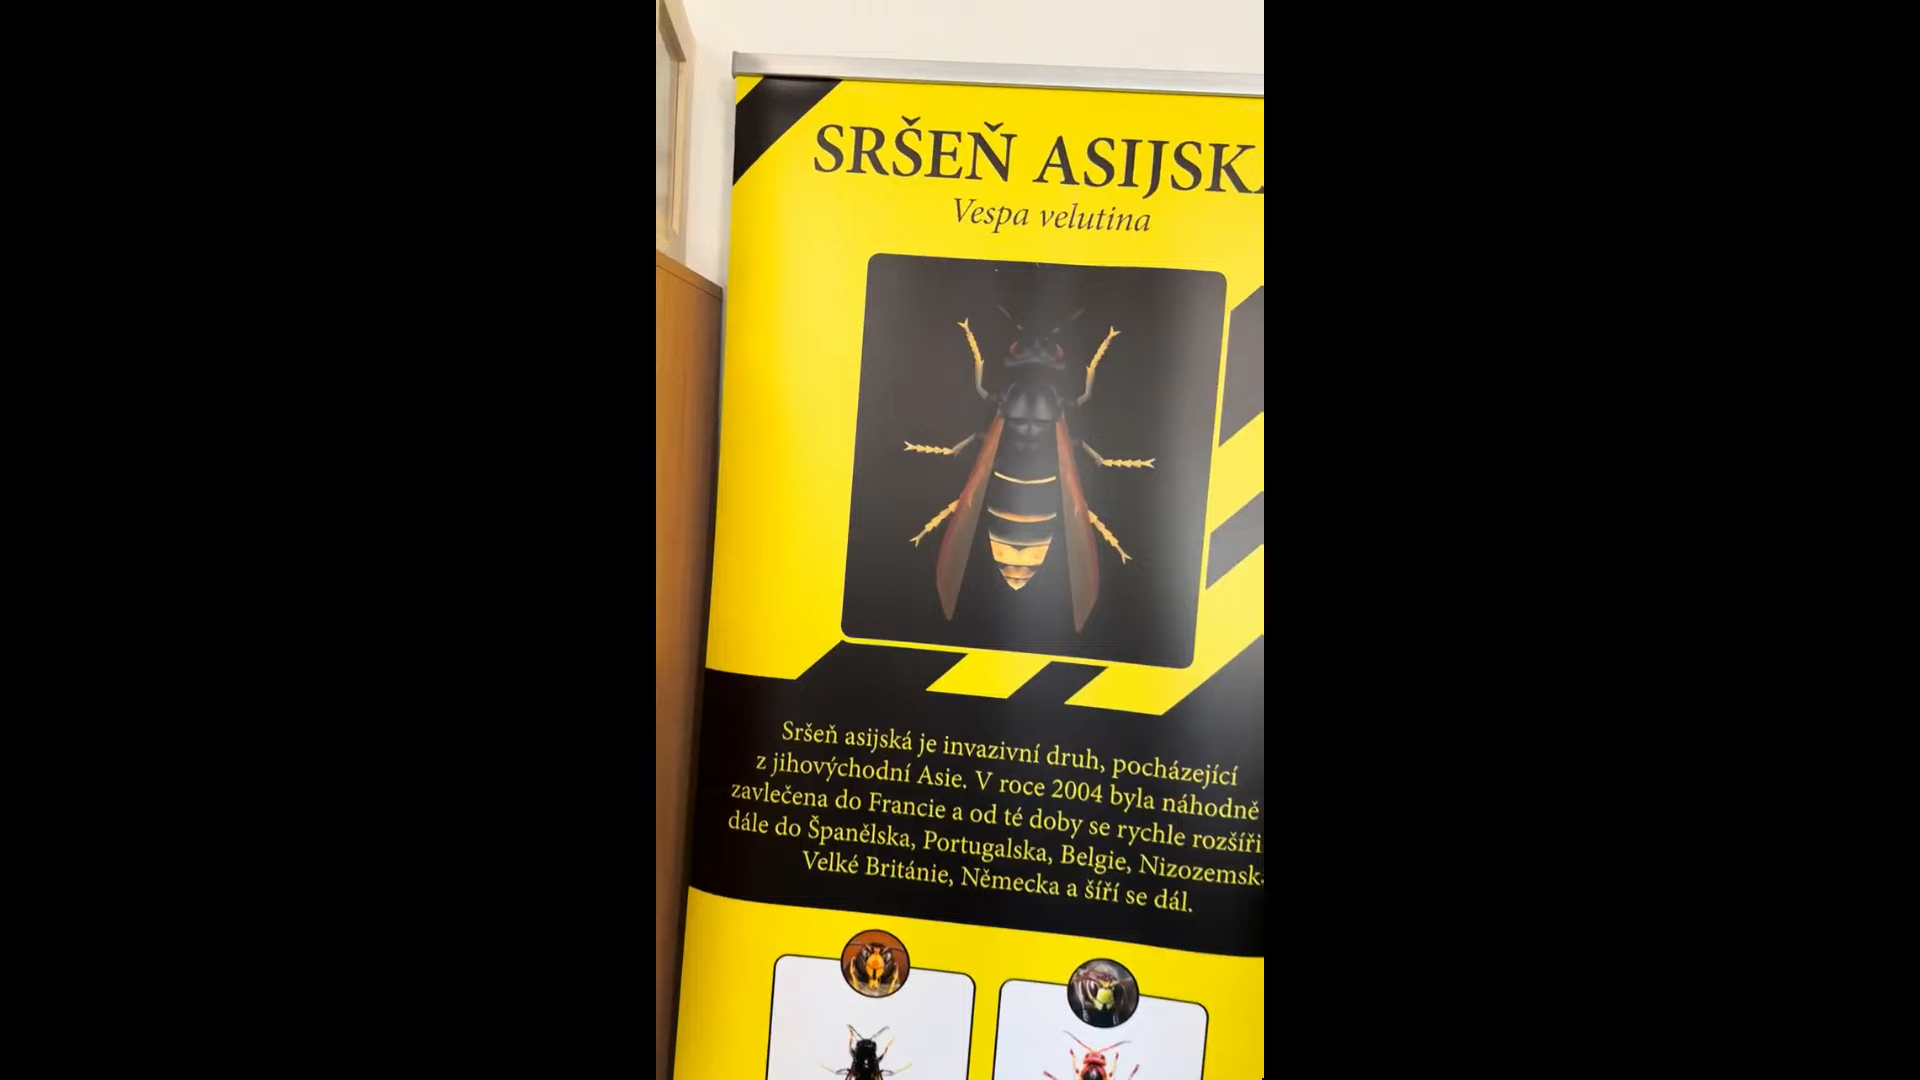 SRŠEŇ ASIJSK
Vespa velutina
Sršeň asijská je invazivní druh, pocházející
z jihovýchodní Asie. V roce 2004 byla náhodně
zavlečena do Francie a od té doby se rychle rozšíři
dále do Španělska, Portugalska, Belgie, Nizozemsk
Velké Británie, Německa a šíří se dál.